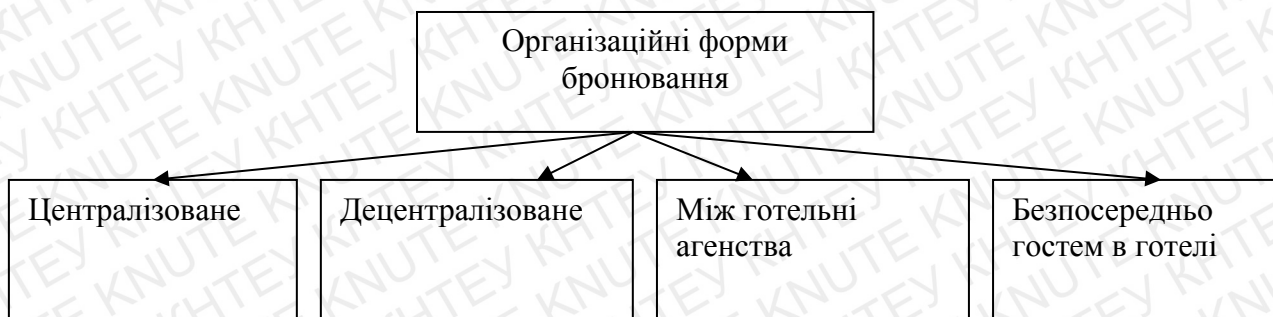 Організаційні форми
бронювання
Централізоване
Децентралізоване
Між готельні
агенства
Безпосередньо
гостем в готелі